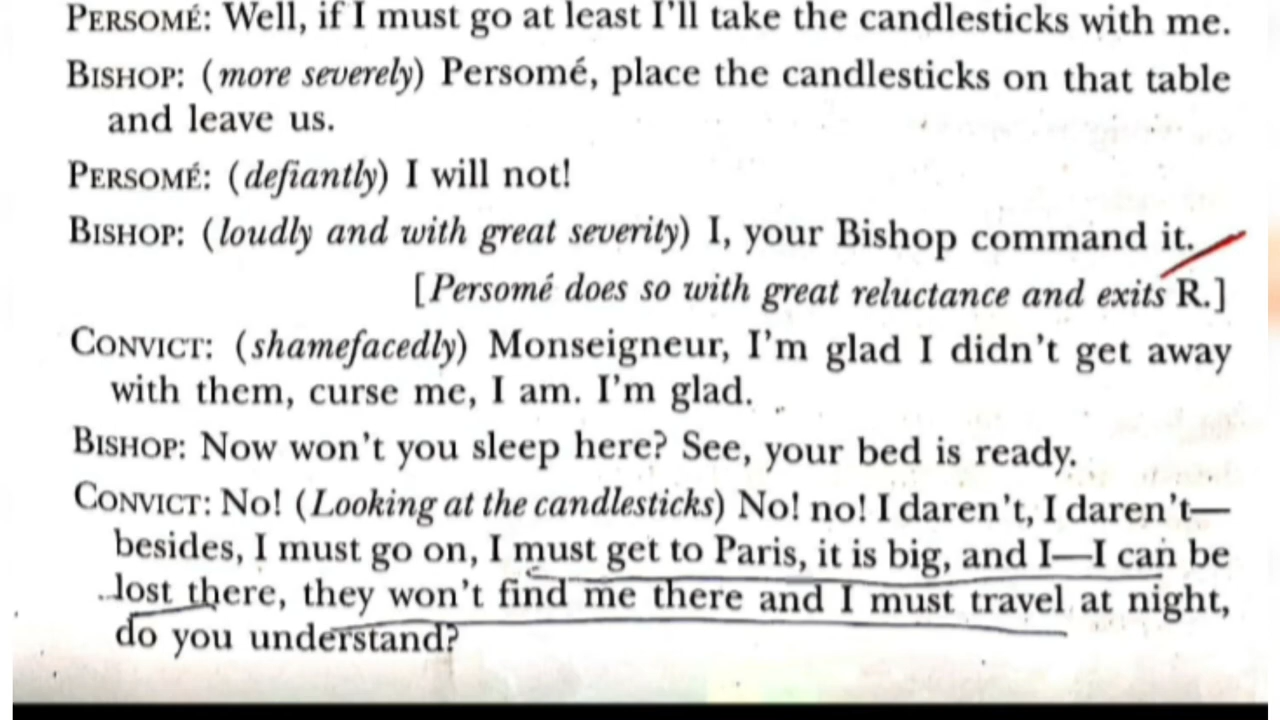 PERSOMÉ: Well, if I must go at least I'll take the candlesticks with me.
BISHOP: (more severely) Persomé, place the candlesticks on that table
and leave us.
PERSOMÉ: (defiantly) I will not!
BISHOP: (loudly and with great severity) I, your Bishop command it.
[Persomé does so with great reluctance and exits R.]
CONVICT: (shamefacedly) Monseigneur, I'm glad I didn't get away
with them, curse me, I am. I'm glad.
BISHOP: Now won't you sleep here? See, your bed is ready.
CONVICT: No! (Looking at the candlesticks) No! no! I daren't, I daren't—
besides, I must go on, I must get to Paris, it is big, and I—I can be
lost there, they won't find me there and I must travel at night,
do you understand?